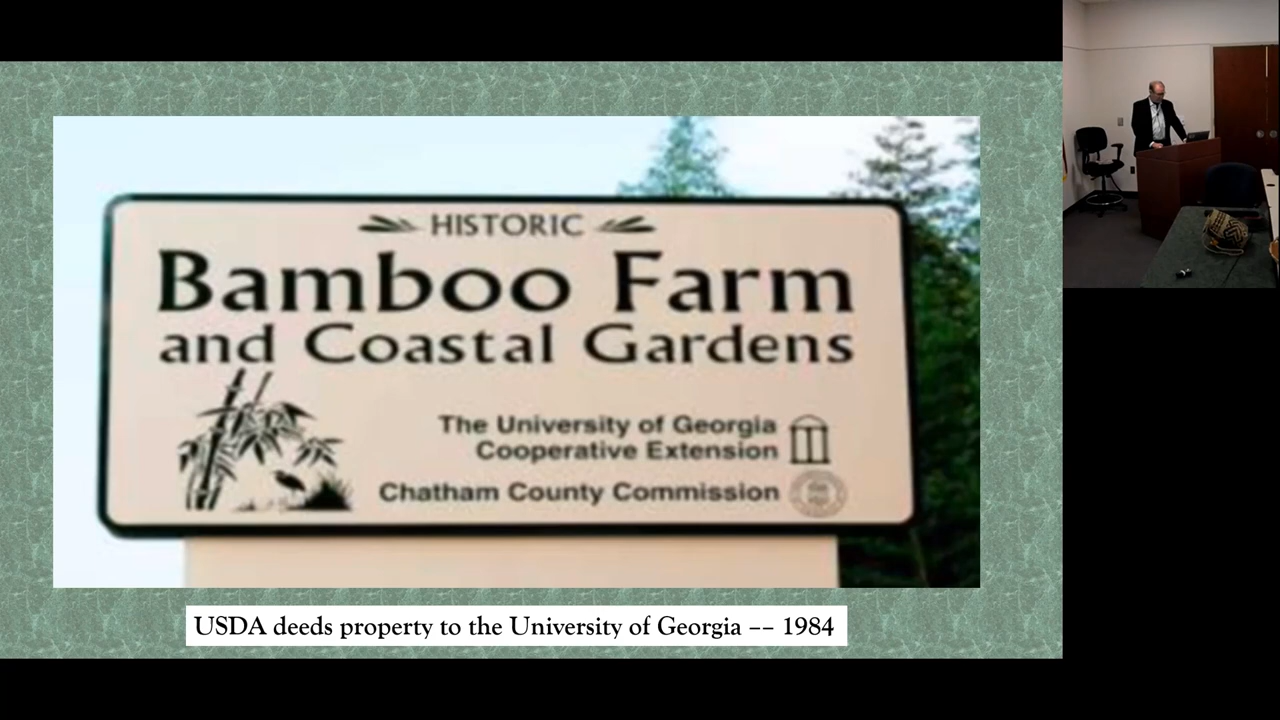 HISTORIC
Bamboo Farm
and Coastal Gardens
The University of Georgia
Cooperative Extension
Chatham County Commission
USDA deeds property to the University of Georgia -- 1984